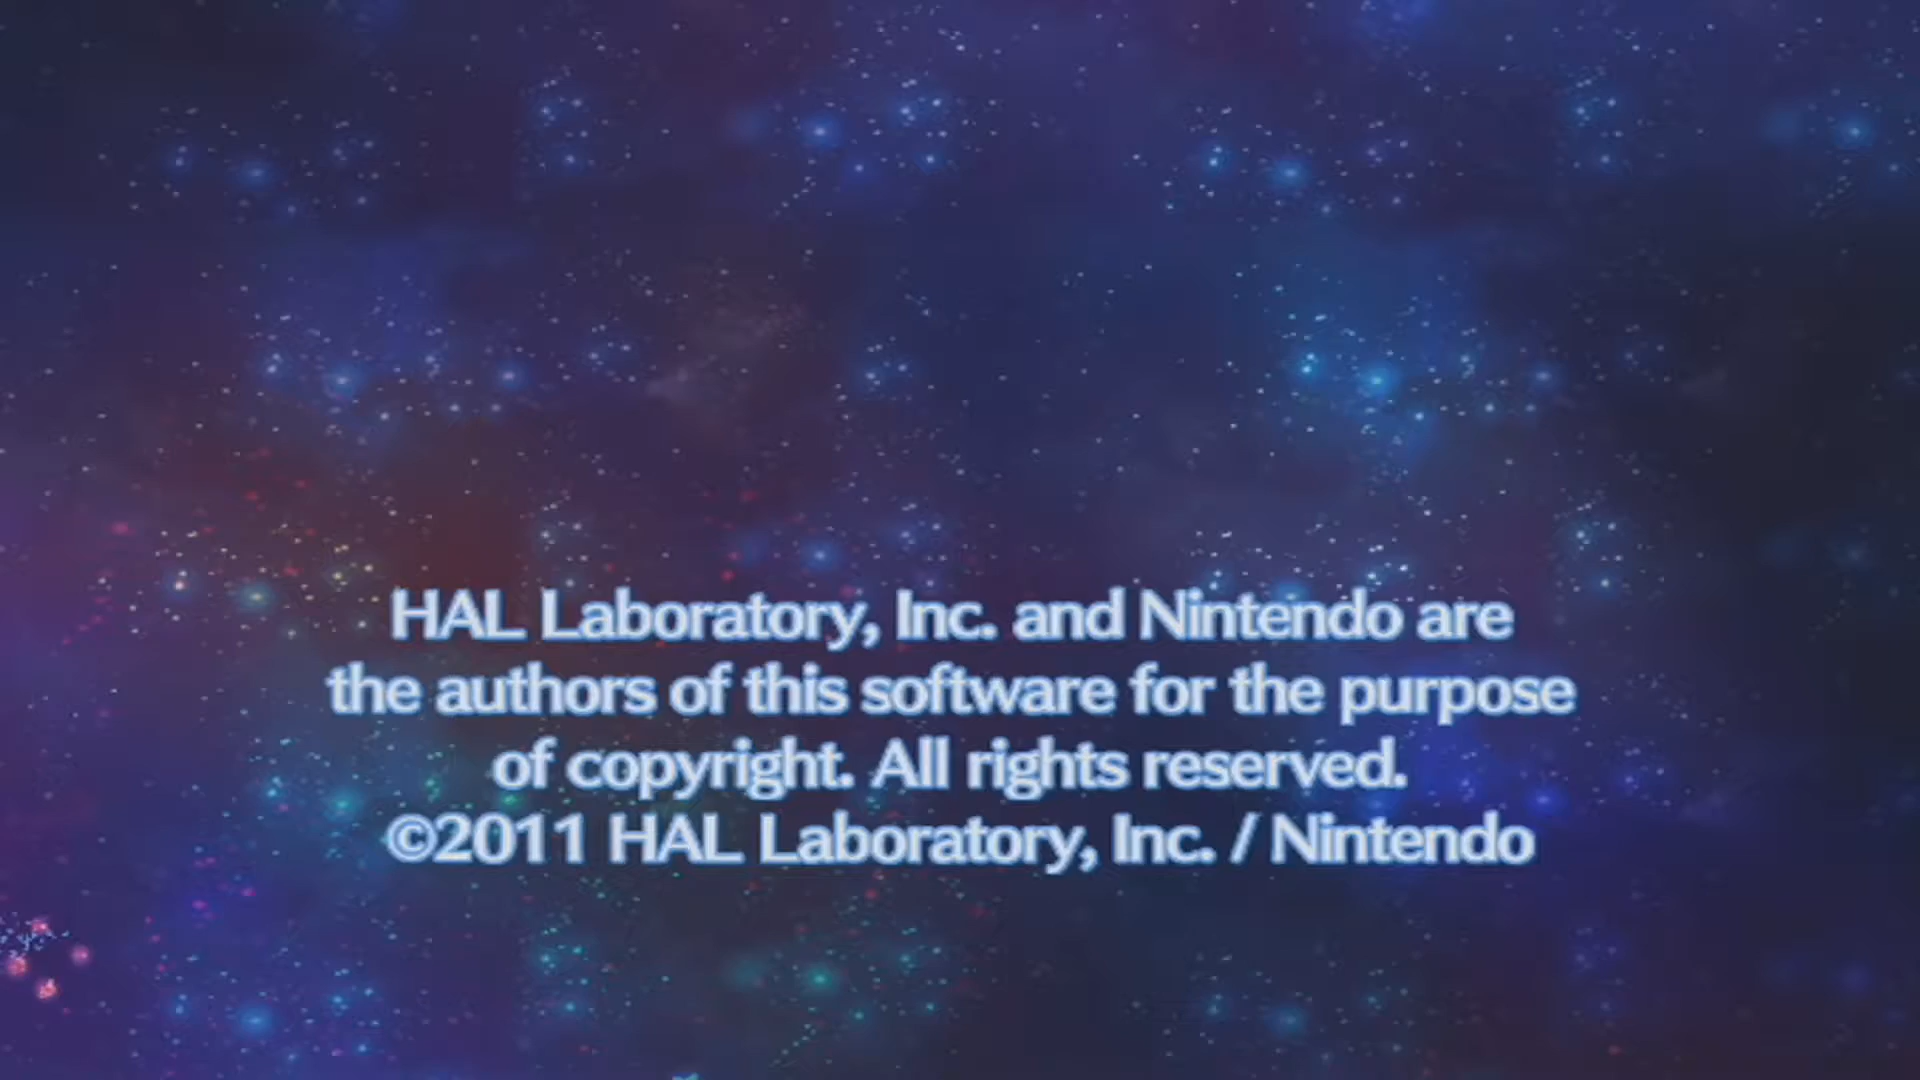 HAL Laboratory, Inc. and Nintendo are
the authors of this software for the purpose
of copyright. All rights reserved.
©2011 HAL Laboratory, Inc. / Nintendo